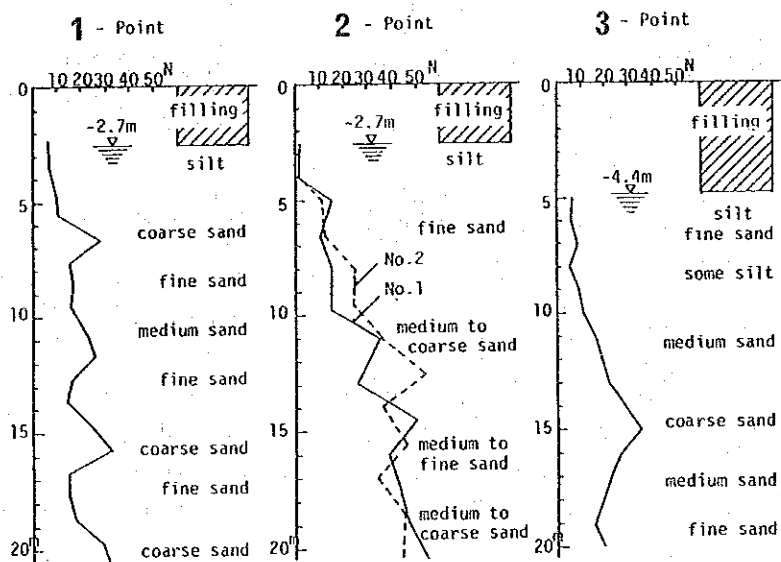 1 - Point
10 20 30 40 50 N
0
5
10
15
20m
filling
-2.7m
silt
coarse sand
fine sand
medium sand
fine sand
coarse sand
fine sand
coarse sand
2 - Point
10 20 30 40 50 N
0
5
10
15
20m
filling
-2.7m
silt
fine sand
No.2
No.1
medium to
coarse sand
medium to
fine sand
medium to
coarse sand
3 - Point
10 20 30 40 50 N
0
5
10
15
20m
filling
-4.4m
silt
fine sand
some silt
medium sand
coarse sand
medium sand
fine sand